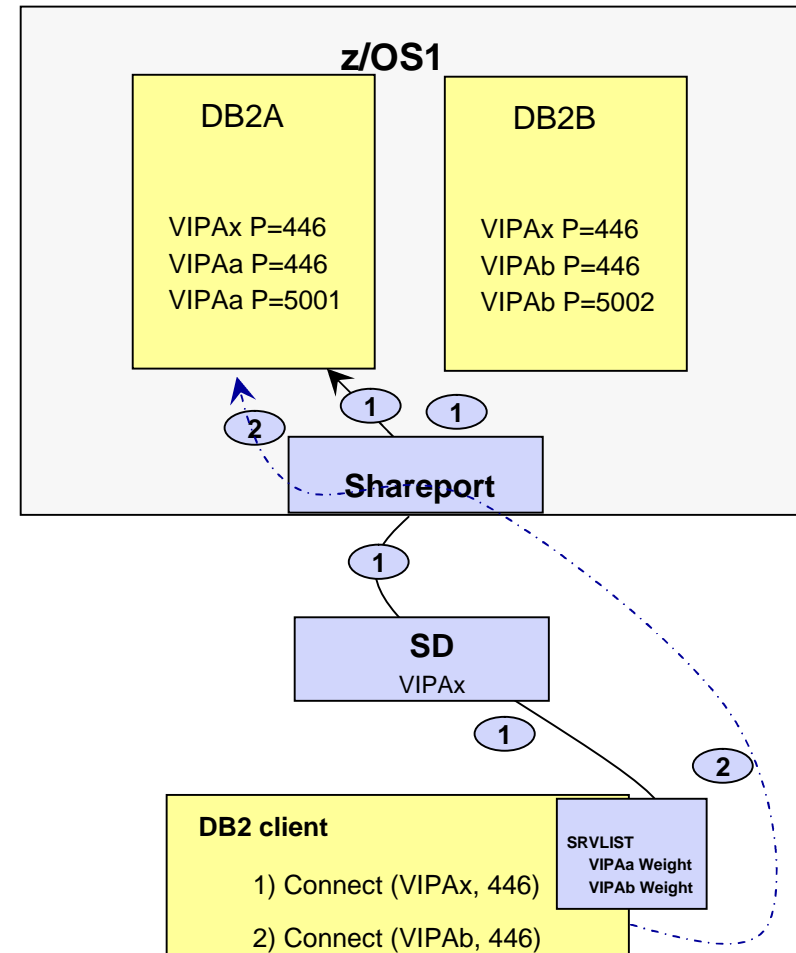 z/OS1
DB2A
VIPAx P=446
VIPAa P=446
VIPAa P=5001
DB2B
VIPAx P=446
VIPAb P=446
VIPAb P=5002
1
1
2
Shareport
1
SD
VIPAx
1
2
DB2 client
1) Connect (VIPAx, 446)
2) Connect (VIPAb, 446)
SRVLIST
VIPAa Weight
VIPAb Weight